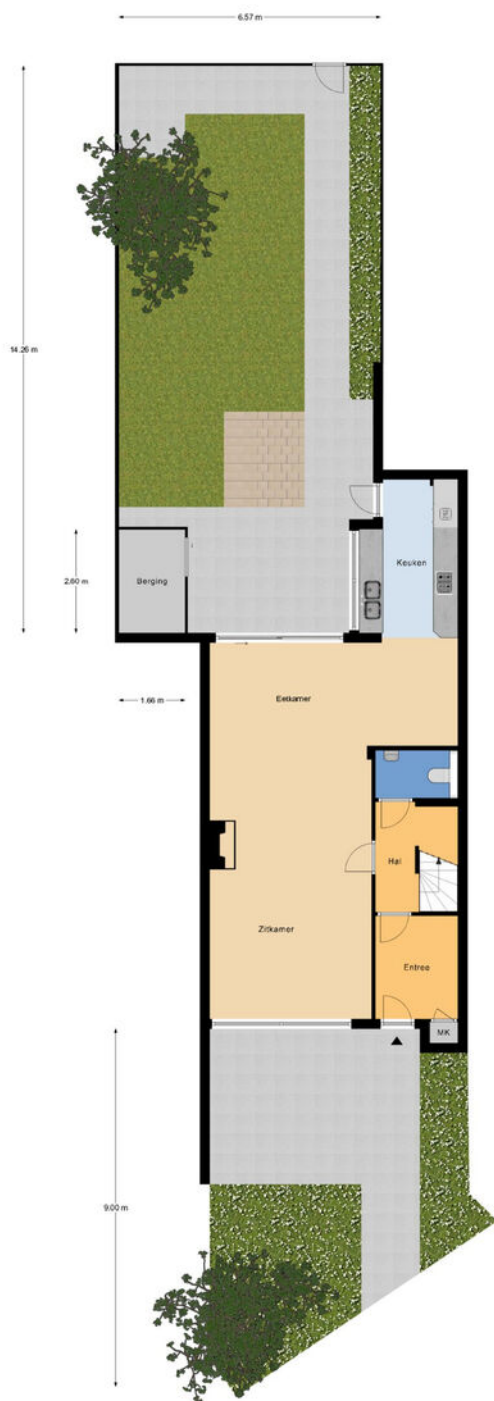 6.57 m
14.26 m
Keuken
Berging
2.60 m
1.66 m
Eetkamer
Hal
Zitkamer
Entree
MK
9.00 m